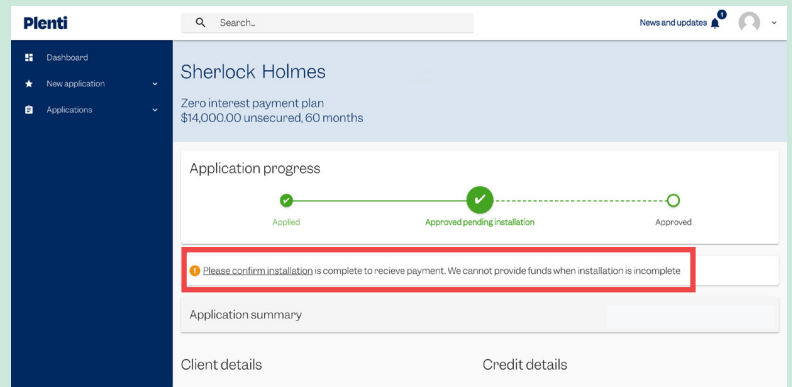 Plenti
Search...
News and updates
1
Dashboard
New application
Applications
Sherlock Holmes
Zero interest payment plan
$14,000.00 unsecured, 60 months
Application progress
Applied
Approved pending installation
Approved
Please confirm installation is complete to recieve payment. We cannot provide funds when installation is incomplete
Application summary
Client details
Credit details